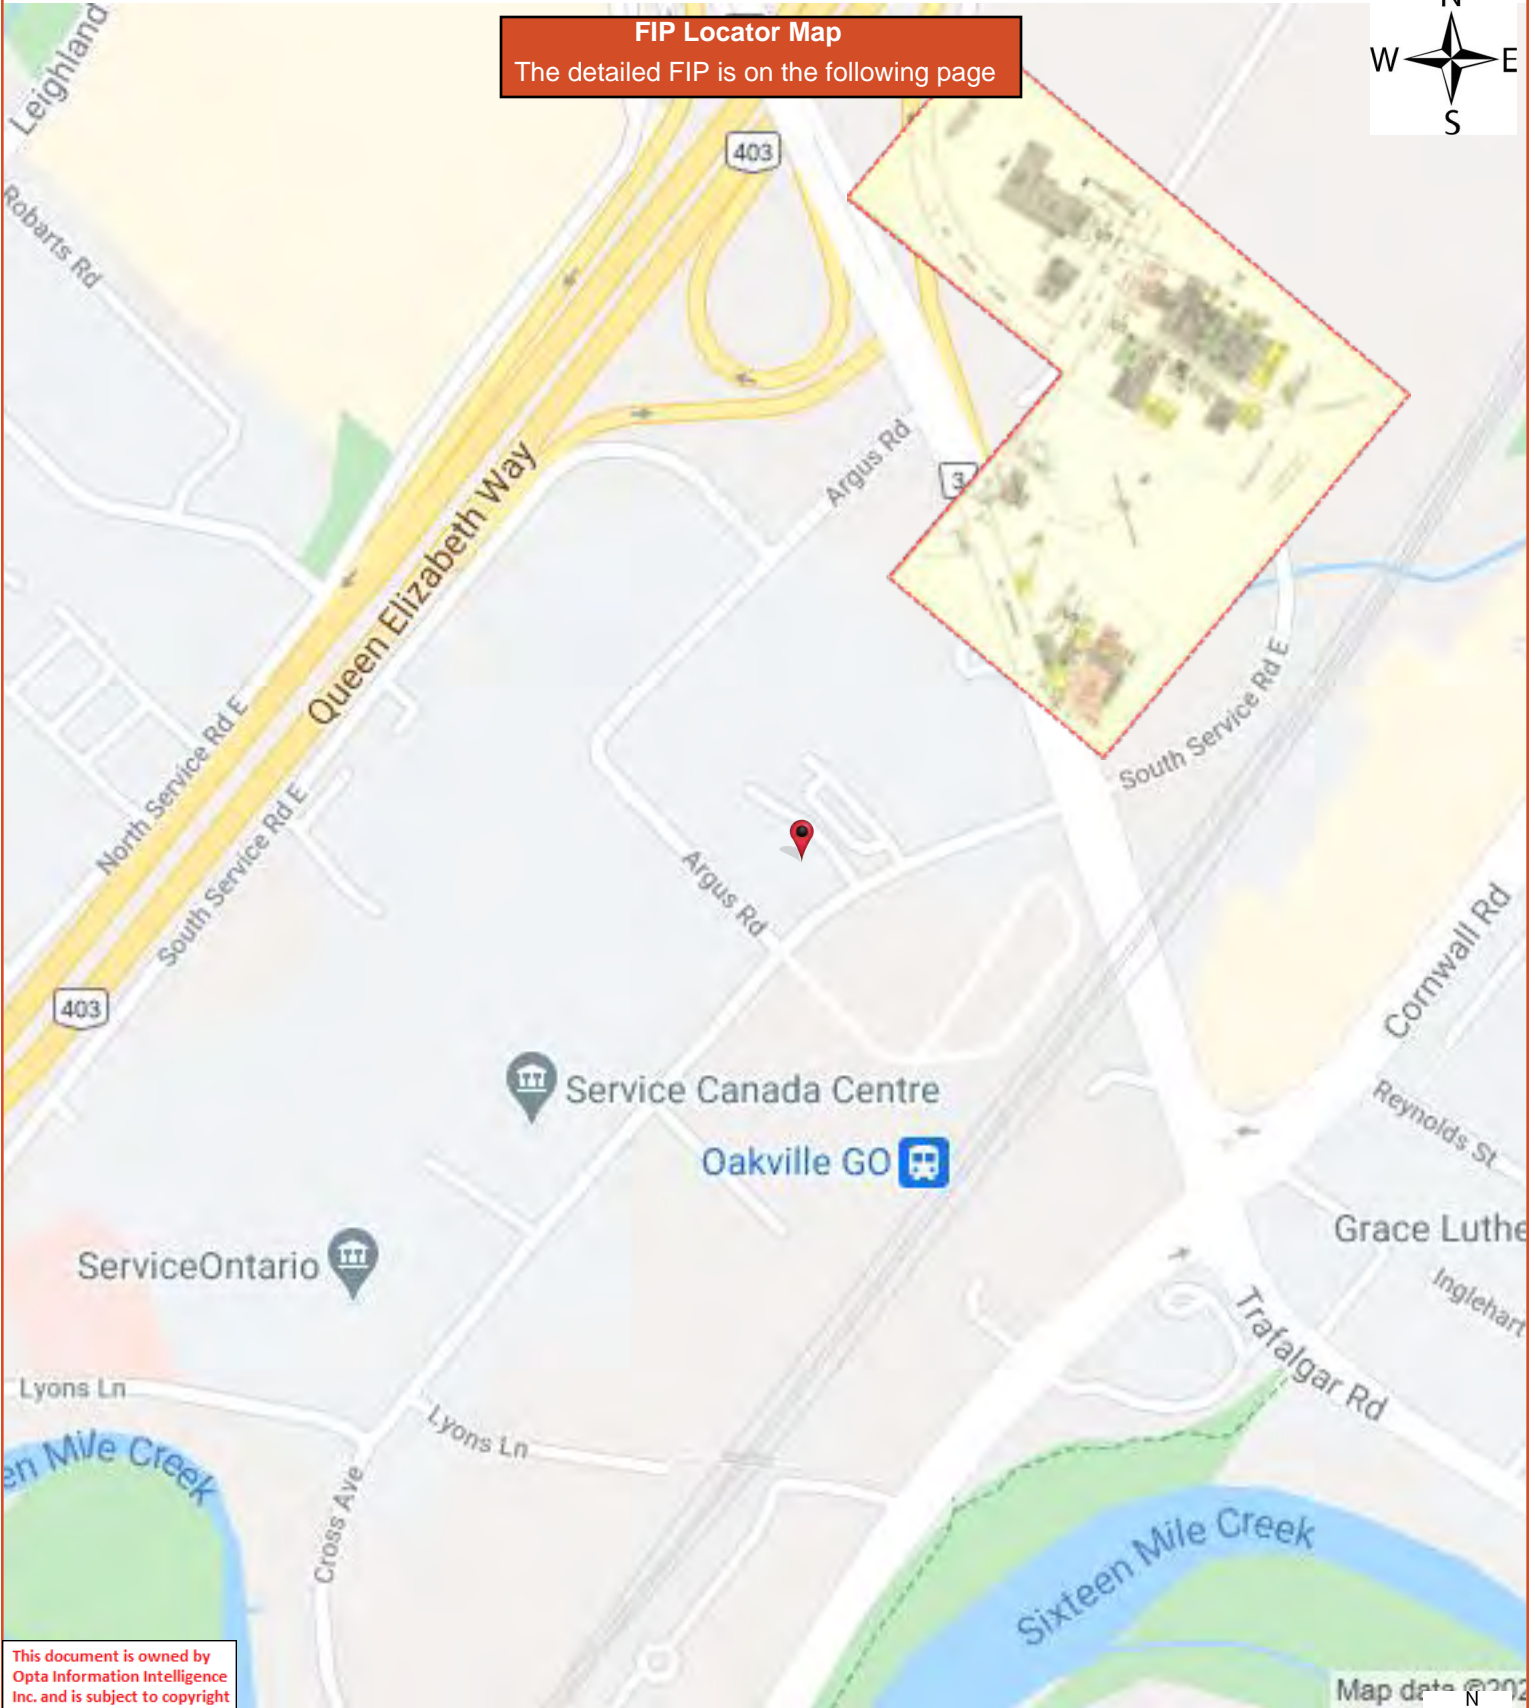 FIP Locator Map
The detailed FIP is on the following page
N
W E
S
Leighland
403
Robarts Rd
Argus Rd
3
Queen Elizabeth Way
North Service Rd E
South Service Rd E
South Service Rd E
Argus Rd
Cornwall Rd
403
Service Canada Centre
Reynolds St
Oakville GO
Grace Luthe
ServiceOntario
Inglehart
Trafalgar Rd
Lyons Ln
Lyons Ln
en Mile Creek
Cross Ave
Sixteen Mile Creek
This document is owned by
Opta Information Intelligence
Inc. and is subject to copyright
Map data ©202
N